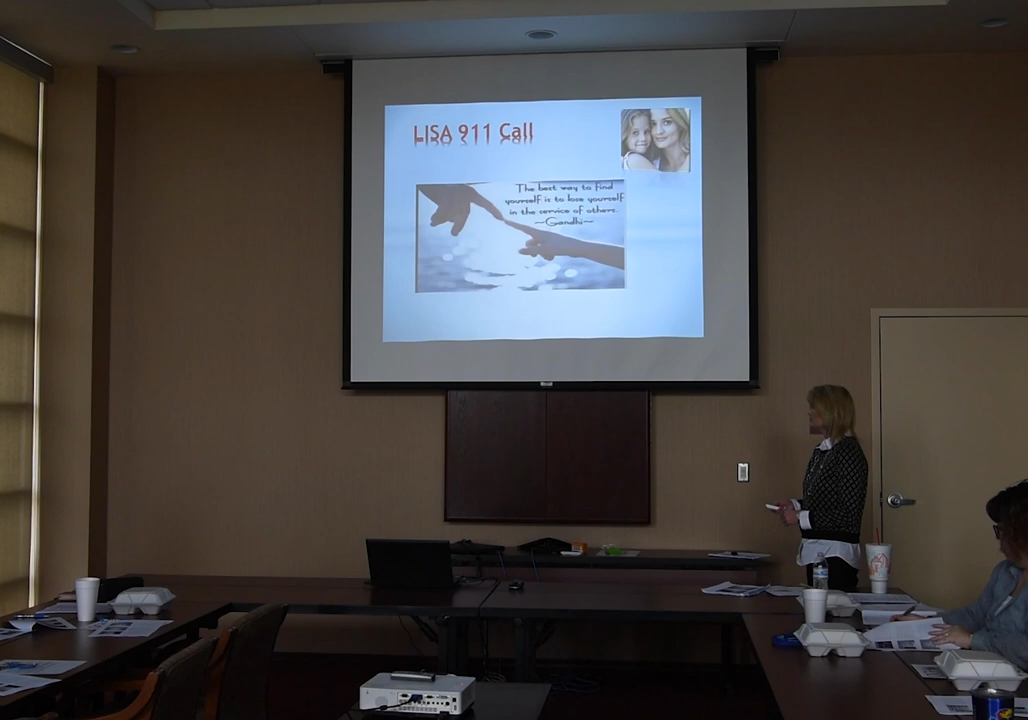 LISA 911 Call
The best way to find
yourself is to lose yourself
in the service of others.
~Gandhi~